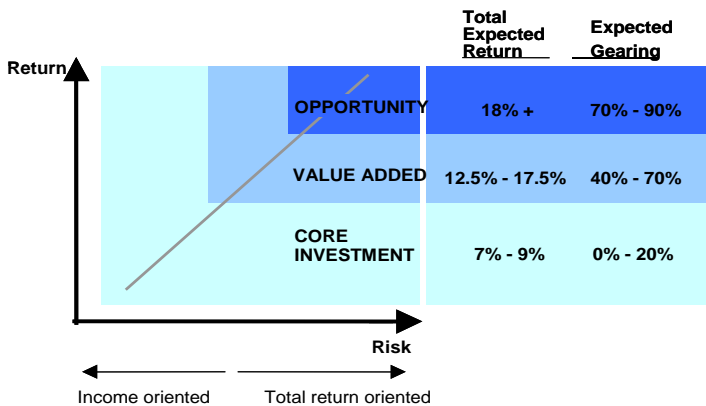 Total
Expected
Return
Expected
Gearing
Return
OPPORTUNITY
18% +
70% - 90%
VALUE ADDED
12.5% - 17.5%
40% - 70%
CORE
INVESTMENT
7% - 9%
0% - 20%
Risk
Income oriented
Total return oriented